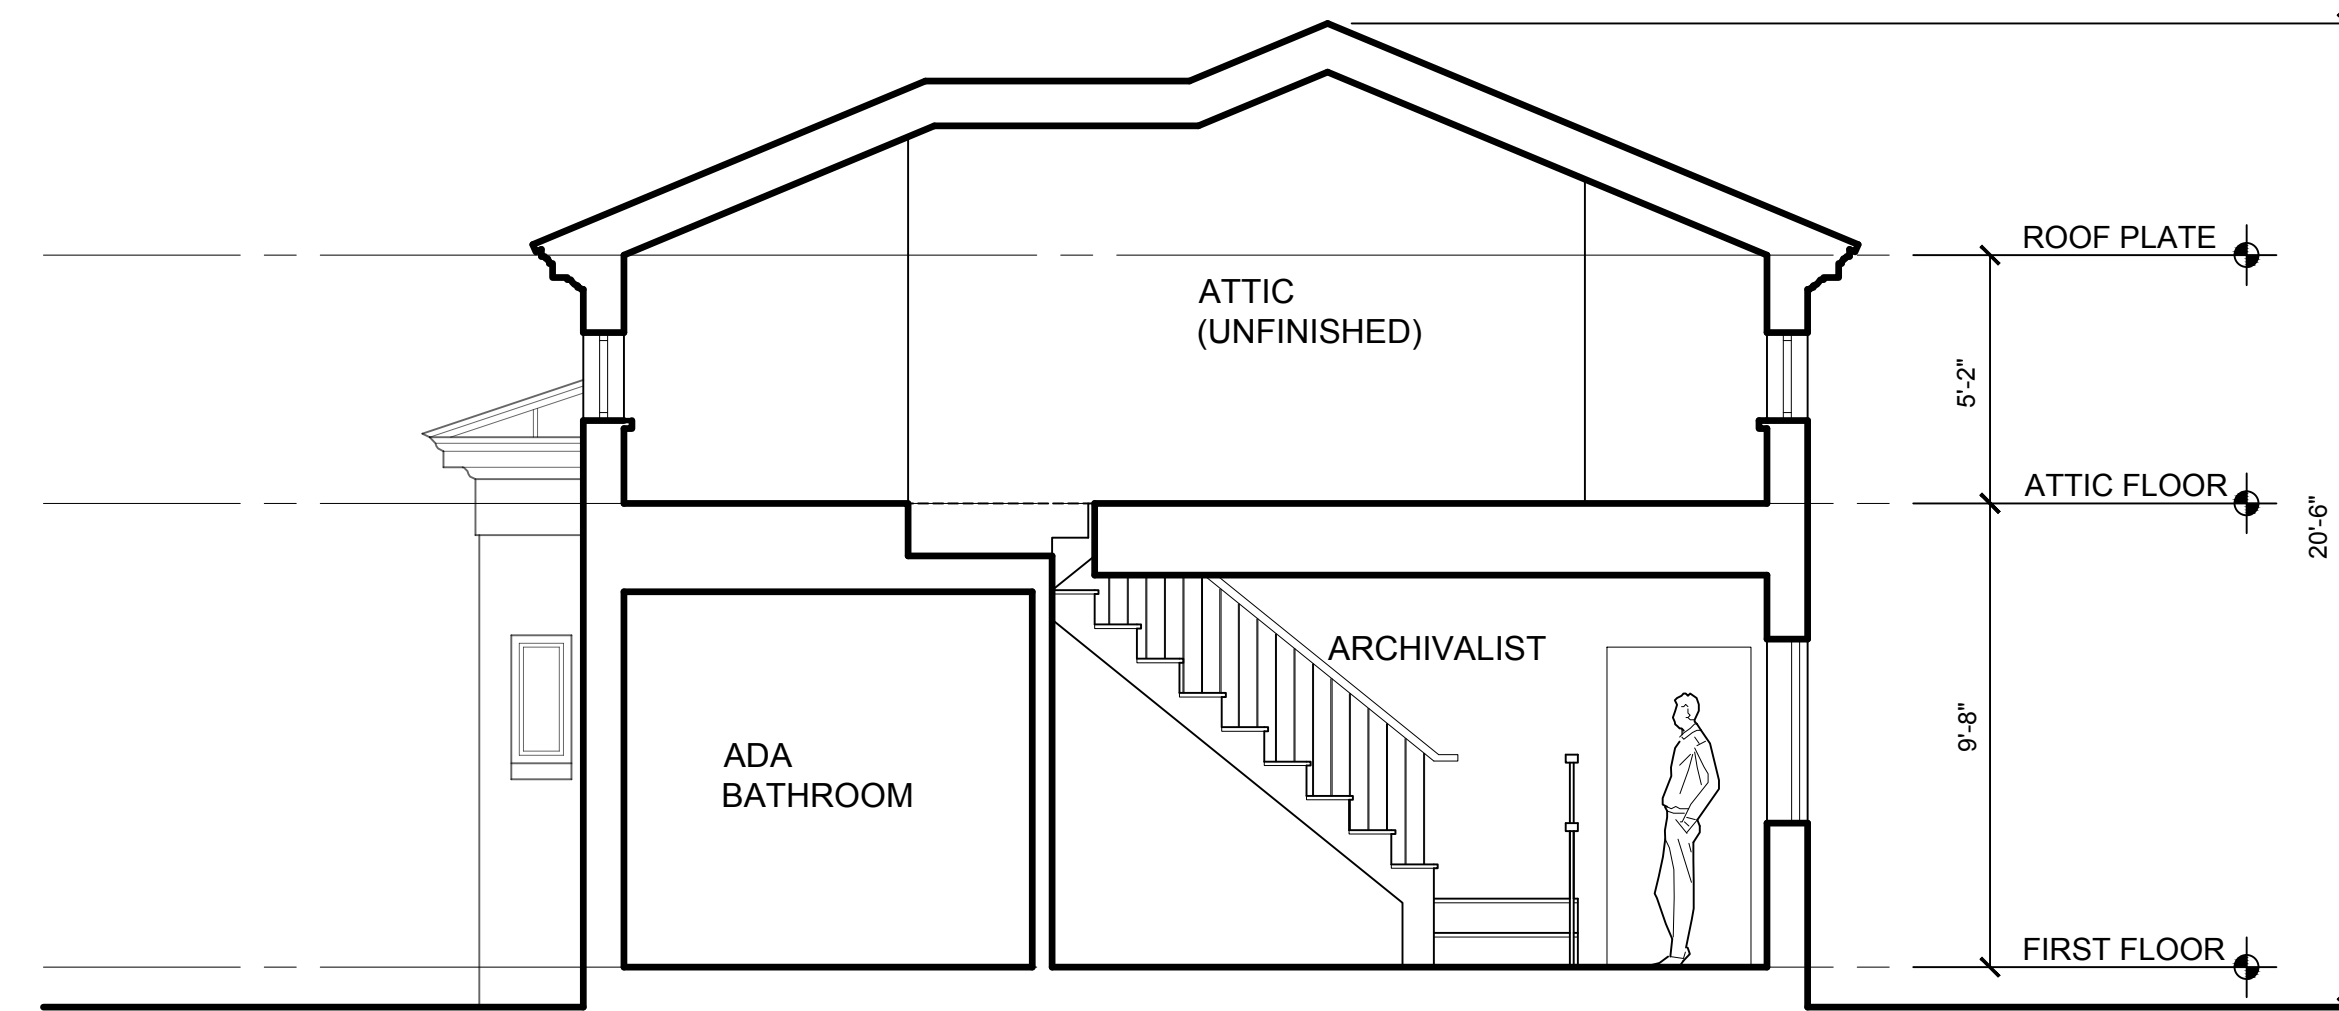 ROOF PLATE
ATTIC
(UNFINISHED)
5'-2"
ATTIC FLOOR
20'-6"
ARCHIVALIST
9'-8"
ADA
BATHROOM
FIRST FLOOR